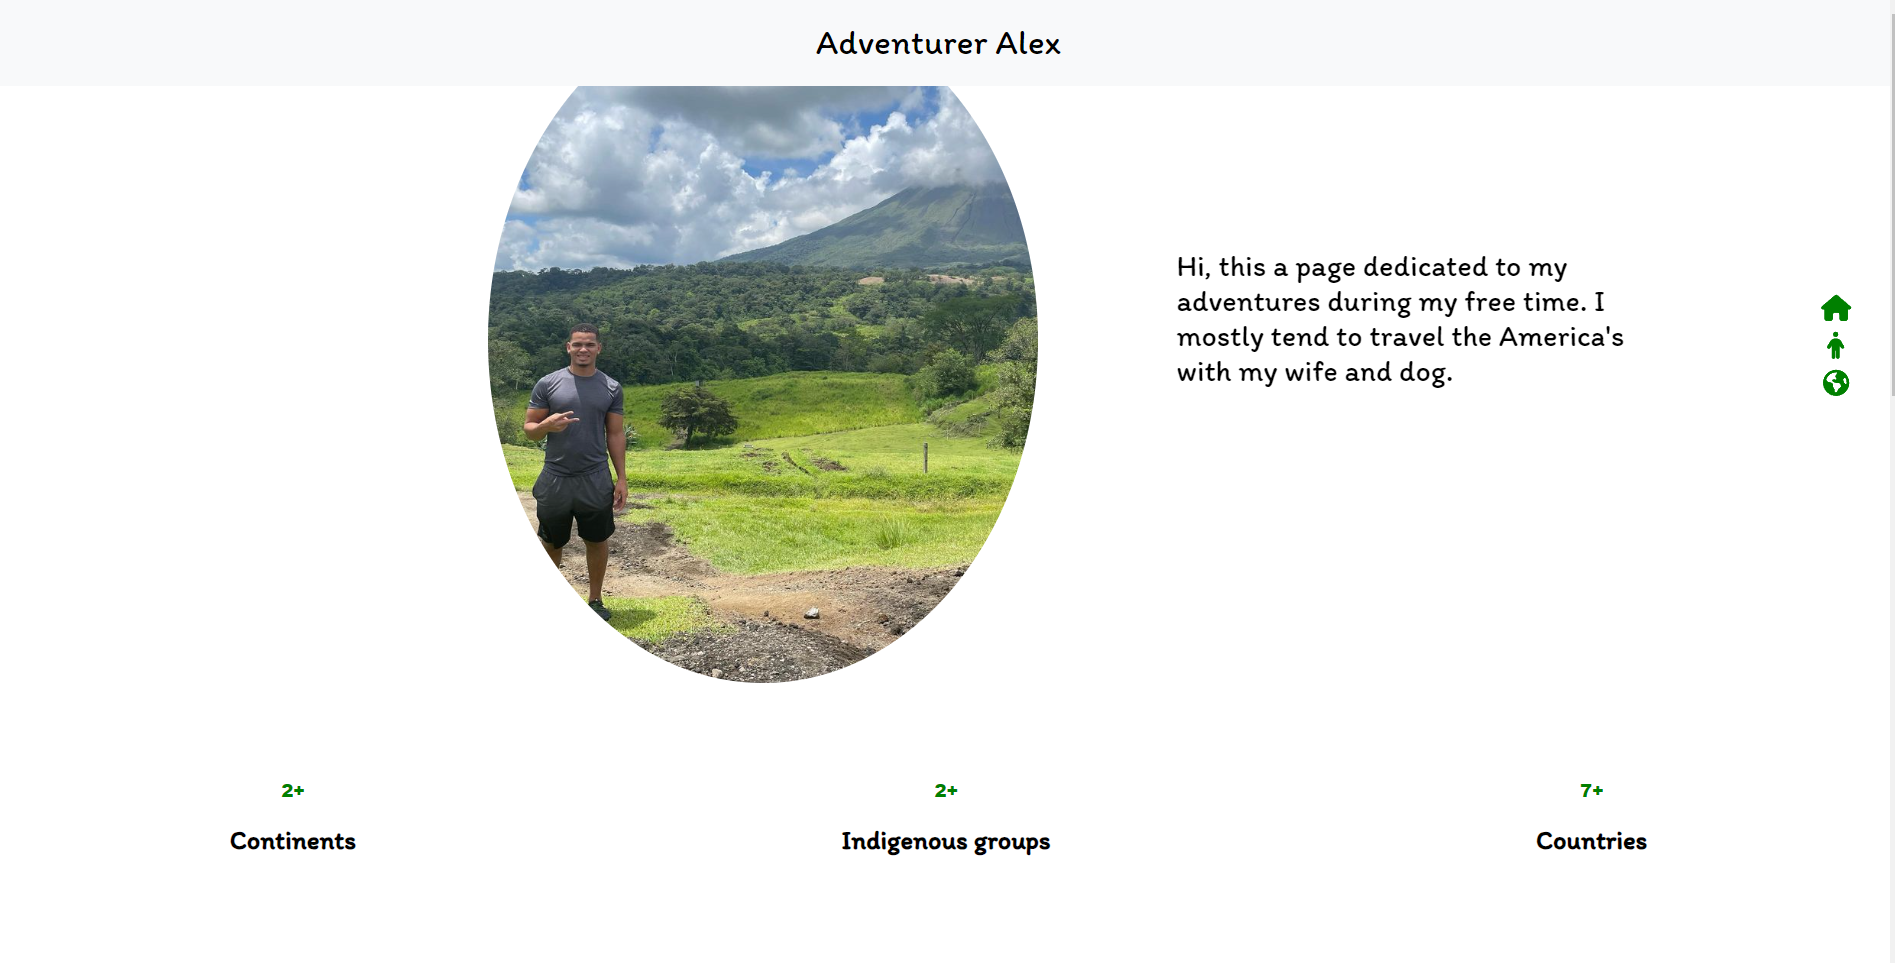 Adventurer Alex
Hi, this a page dedicated to my
adventures during my free time. I
mostly tend to travel the America's
with my wife and dog.
2+
Continents
2+
Indigenous groups
7+
Countries